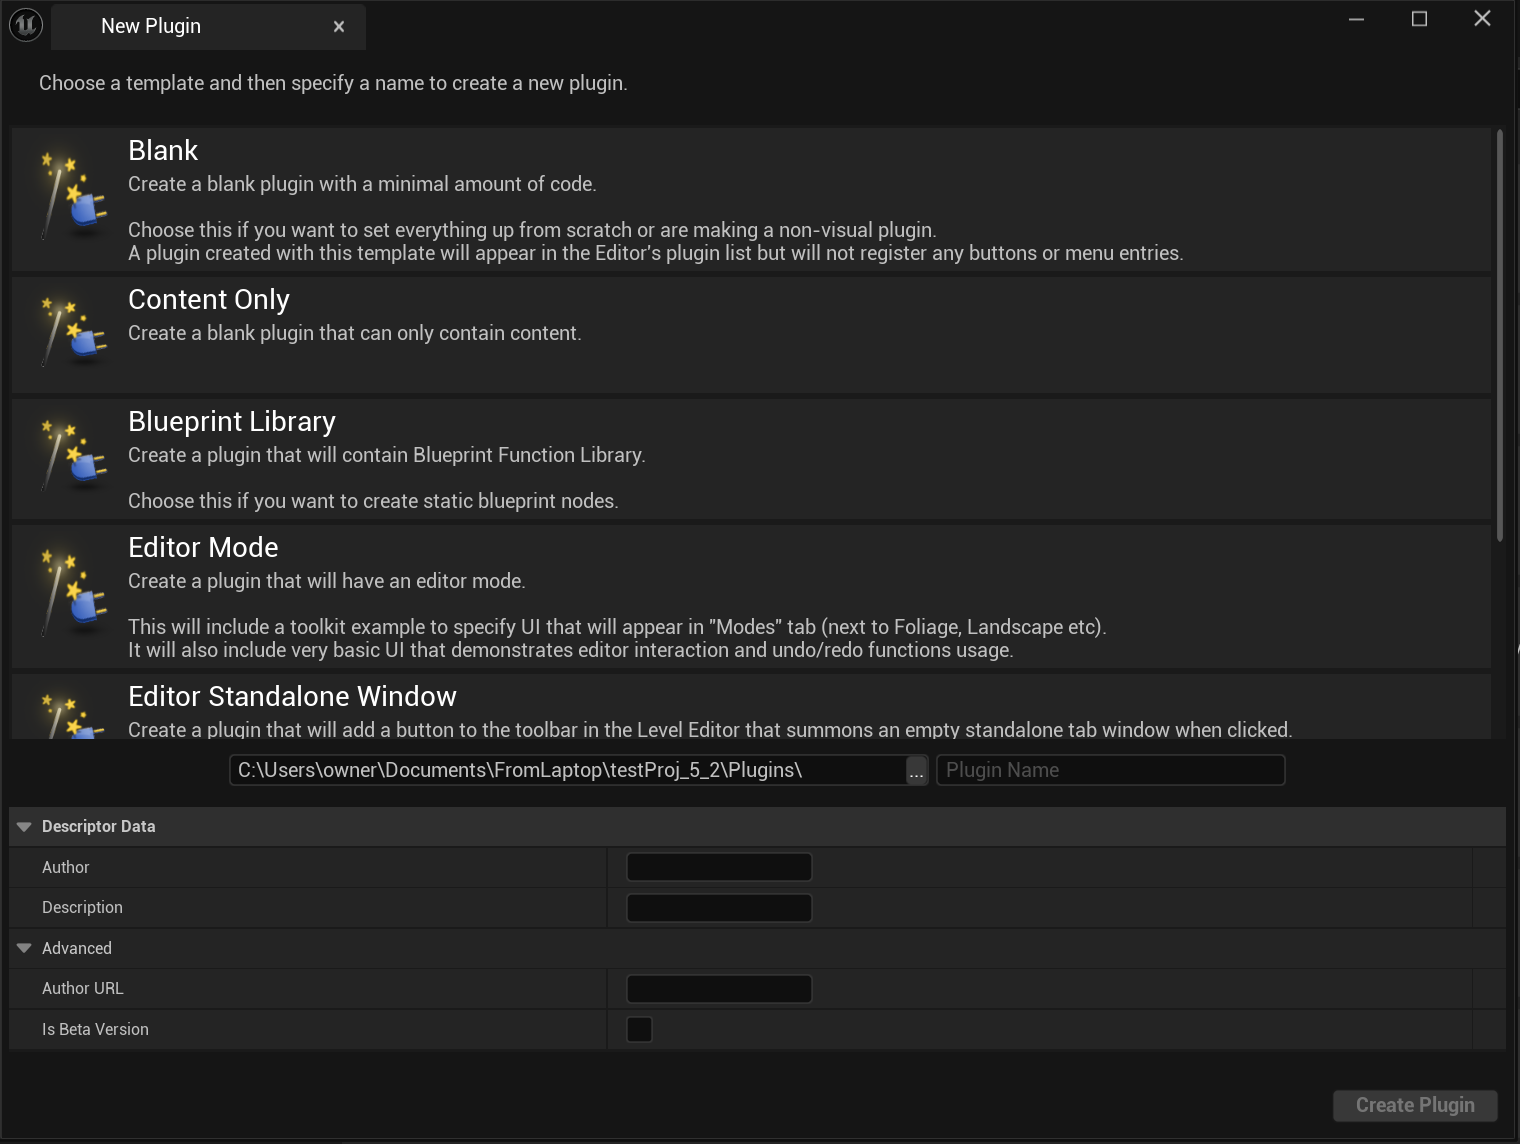 New Plugin
Choose a template and then specify a name to create a new plugin.
Blank
Create a blank plugin with a minimal amount of code.
Choose this if you want to set everything up from scratch or are making a non-visual plugin.
A plugin created with this template will appear in the Editor's plugin list but will not register any buttons or menu entries.
Content Only
Create a blank plugin that can only contain content.
Blueprint Library
Create a plugin that will contain Blueprint Function Library.
Choose this if you want to create static blueprint nodes.
Editor Mode
Create a plugin that will have an editor mode.
This will include a toolkit example to specify UI that will appear in "Modes" tab (next to Foliage, Landscape etc).
It will also include very basic UI that demonstrates editor interaction and undo/redo functions usage.
Editor Standalone Window
Create a plugin that will add a button to the toolbar in the Level Editor that summons an empty standalone tab window when clicked.
C:\Users\owner\Documents\FromLaptop\testProj_5_2\Plugins\ ... Plugin Name
Descriptor Data
Author
Description
Advanced
Author URL
Is Beta Version
Create Plugin